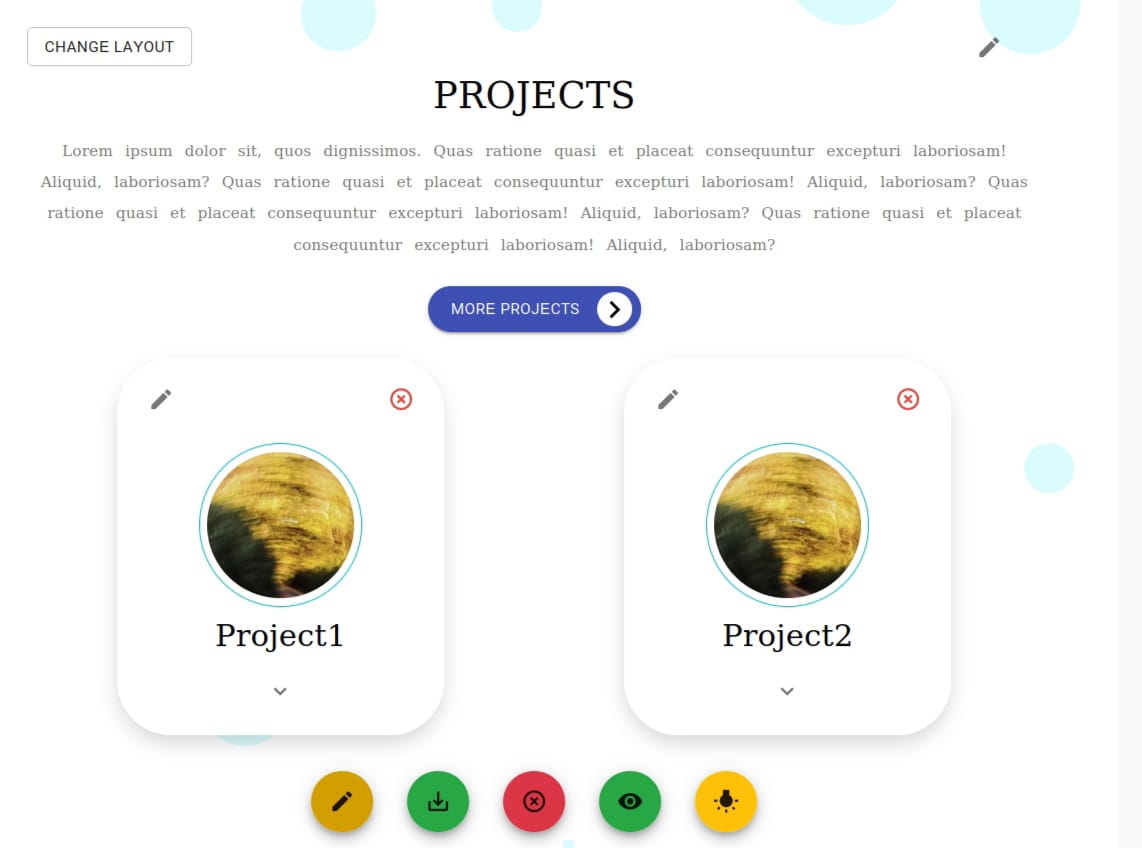 CHANGE LAYOUT
PROJECTS
Lorem ipsum dolor sit, quos dignissimos. Quas ratione quasi et placeat consequuntur excepturi laboriosam!
Aliquid, laboriosam? Quas ratione quasi et placeat consequuntur excepturi laboriosam! Aliquid, laboriosam? Quas
ratione quasi et placeat consequuntur excepturi laboriosam! Aliquid, laboriosam? Quas ratione quasi et placeat
consequuntur excepturi laboriosam! Aliquid, laboriosam?
MORE PROJECTS
Project1
Project2